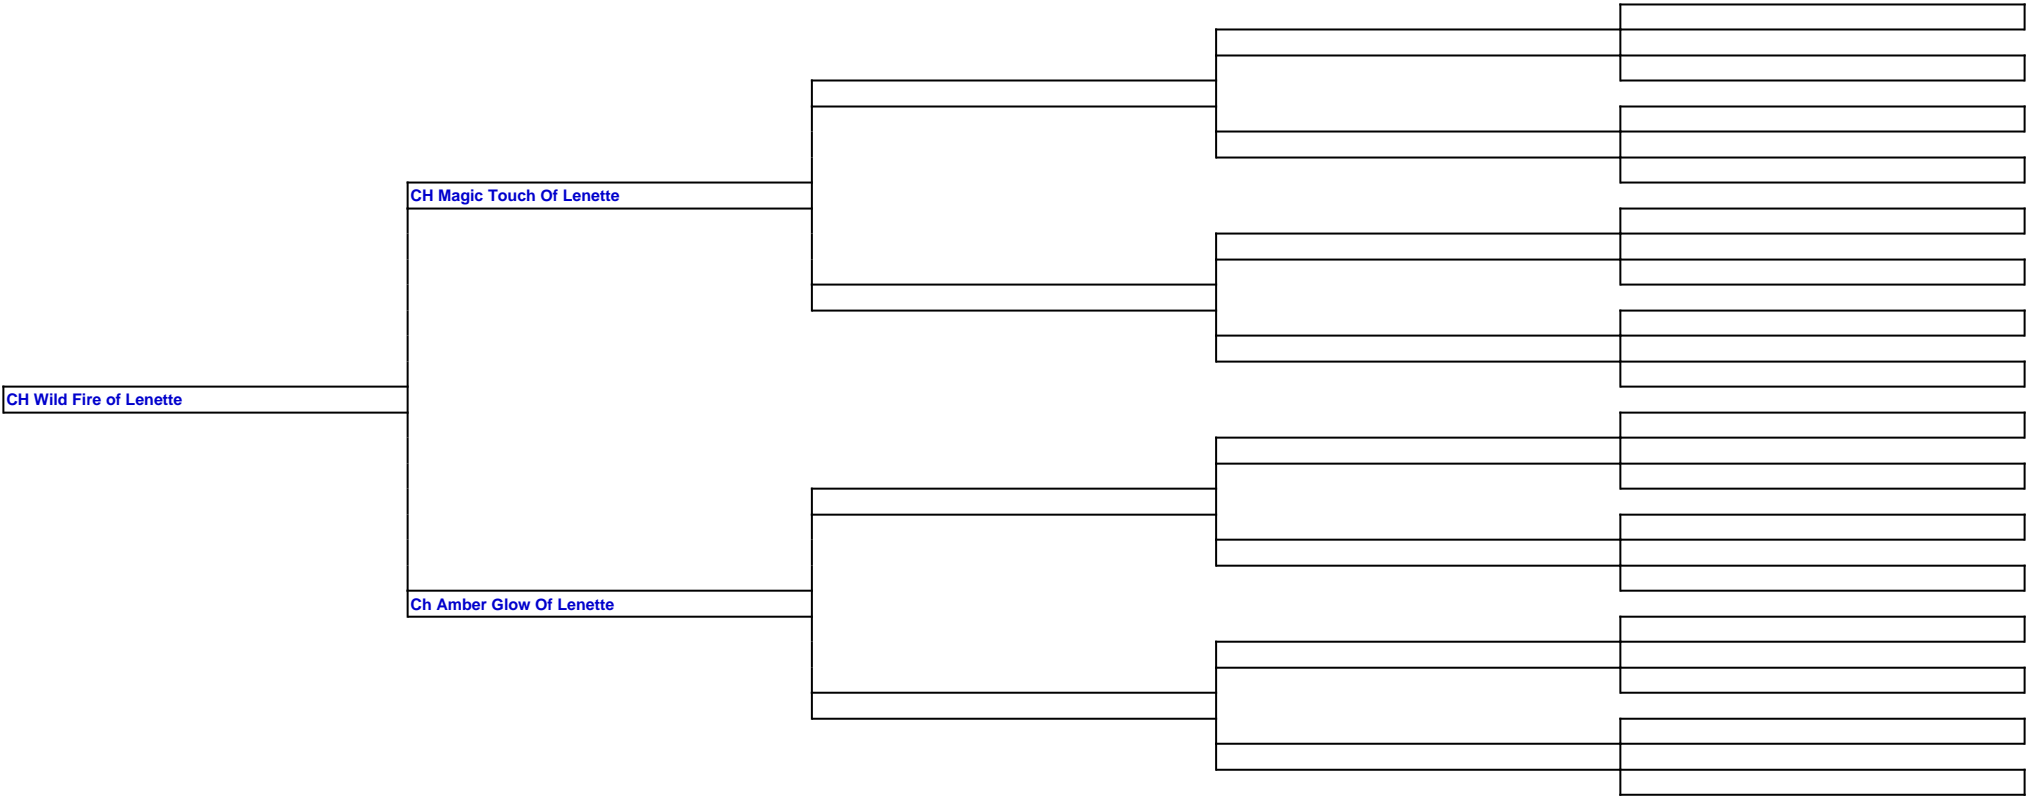 CH Magic Touch Of Lenette
CH Wild Fire of Lenette
Ch Amber Glow Of Lenette